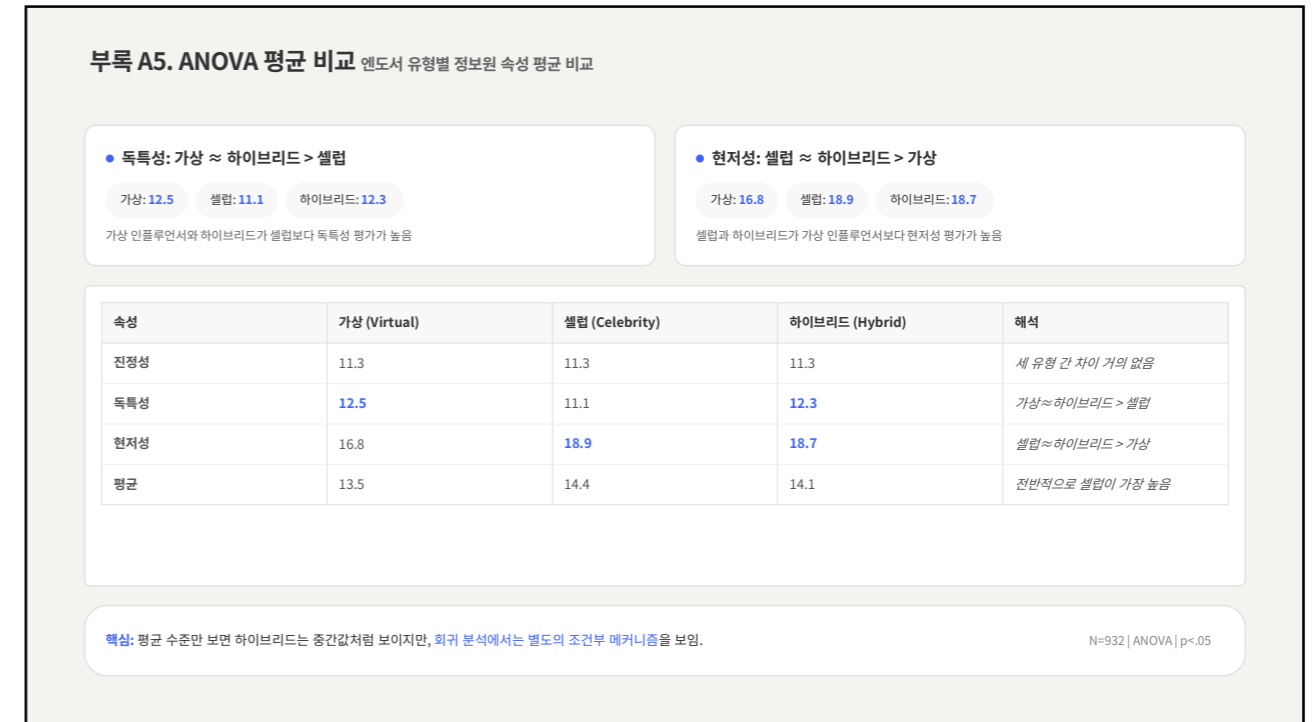 부록 A5. ANOVA 평균 비교 엔도서 유형별 정보원 속성 평균 비교
독특성: 가상 ≈ 하이브리드 > 셀럽
가상: 12.5 셀럽: 11.1 하이브리드: 12.3
가상 인플루언서와 하이브리드가 셀럽보다 독특성 평가가 높음
현저성: 셀럽 ≈ 하이브리드 > 가상
가상: 16.8 셀럽: 18.9 하이브리드: 18.7
셀럽과 하이브리드가 가상 인플루언서보다 현저성 평가가 높음
속성 가상 (Virtual) 셀럽 (Celebrity) 하이브리드 (Hybrid) 해석
진정성 11.3 11.3 11.3 세 유형 간 차이 거의 없음
독특성 12.5 11.1 12.3 가상≈하이브리드 > 셀럽
현저성 16.8 18.9 18.7 셀럽≈하이브리드 > 가상
평균 13.5 14.4 14.1 전반적으로 셀럽이 가장 높음
핵심: 평균 수준만 보면 하이브리드는 중간값처럼 보이지만, 회귀 분석에서는 별도의 조건부 메커니즘을 보임.
N=932 | ANOVA | p<.05